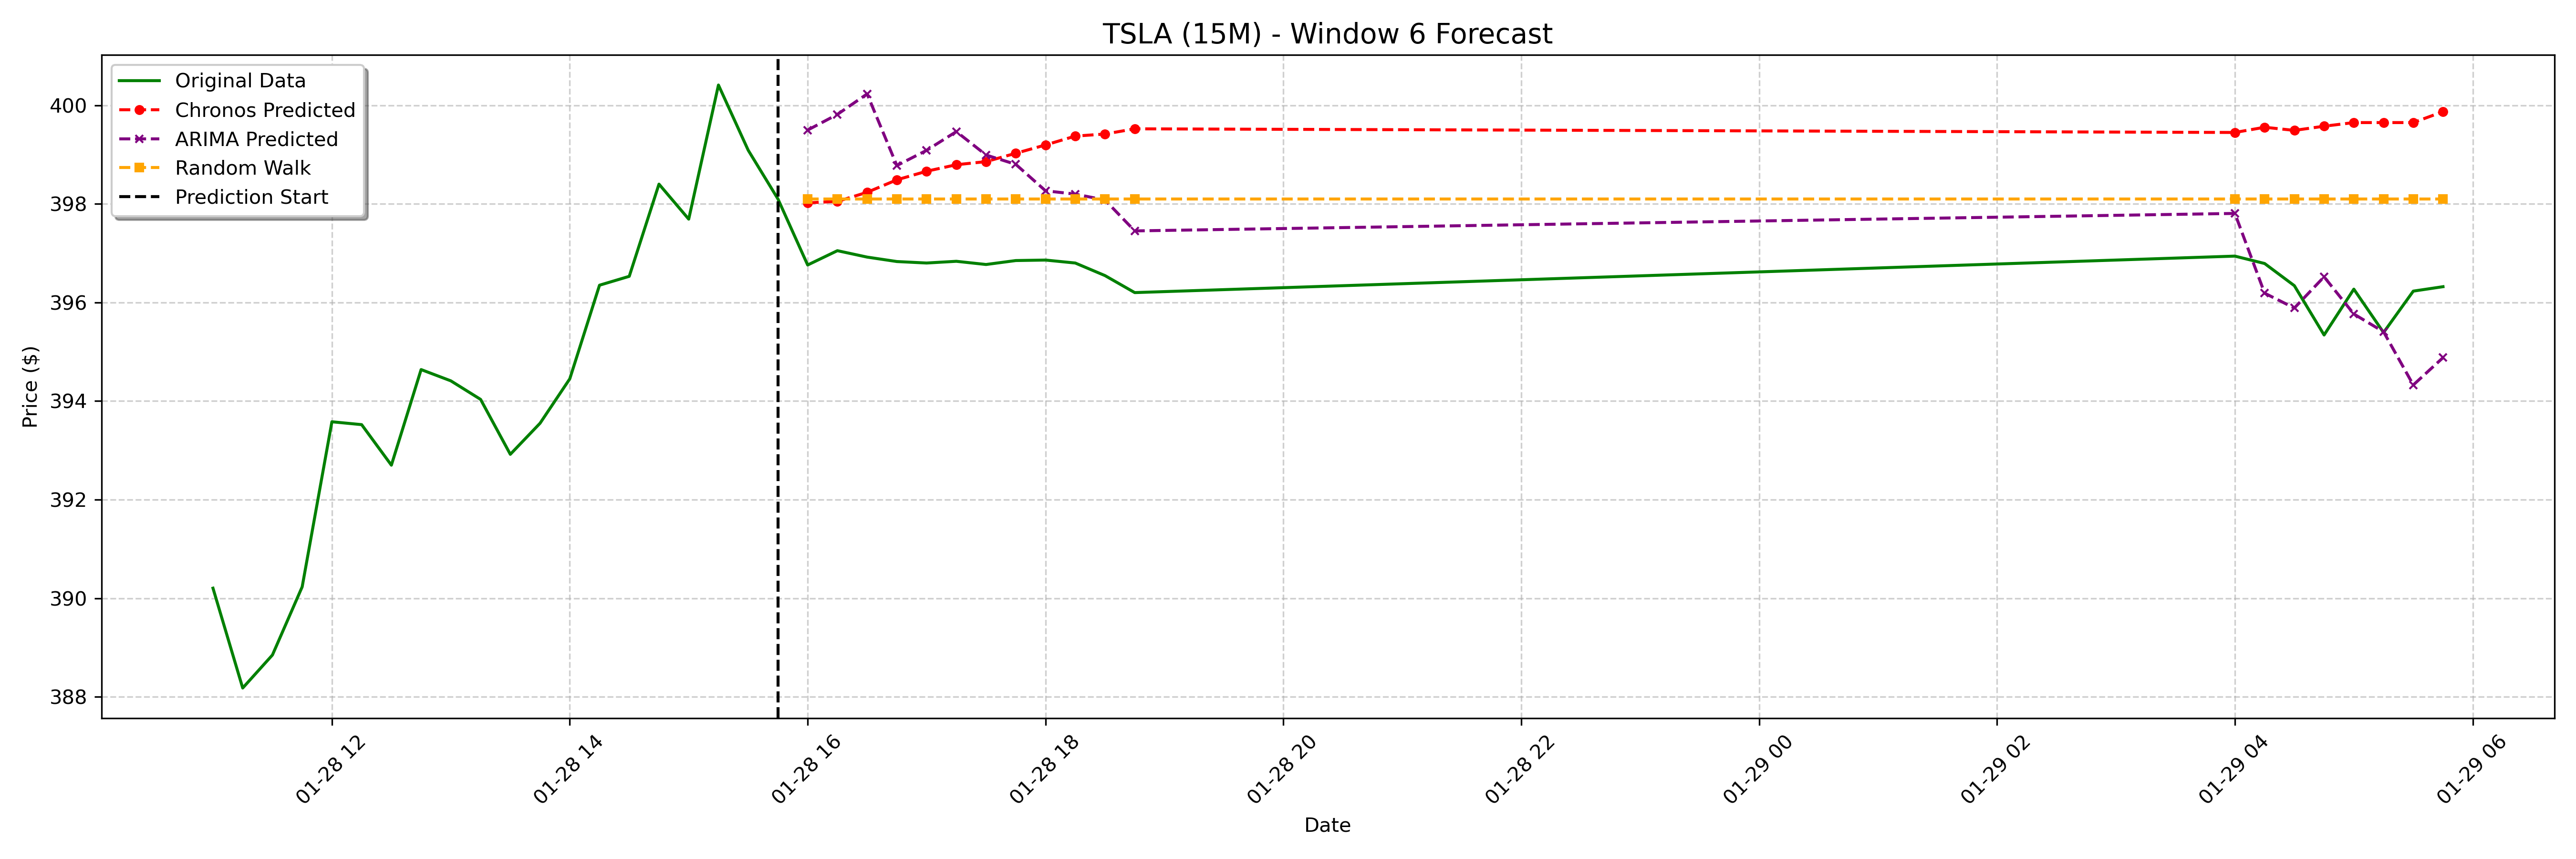 TSLA (15M) - Window 6 Forecast
Original Data
Chronos Predicted
ARIMA Predicted
Random Walk
Prediction Start
Price ($)
400
398
396
394
392
390
388
01-28 12
01-28 14
01-28 16
01-28 18
01-28 20
01-28 22
01-29 00
01-29 02
01-29 04
01-29 06
Date